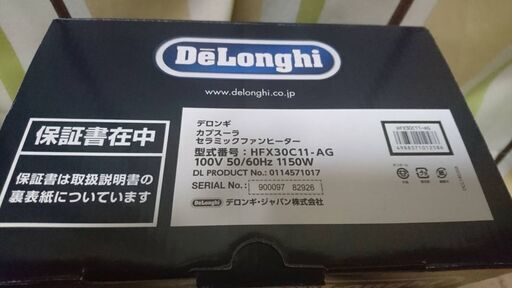 DeLonghi
www.delonghi.co.jp
保証書在中
保証書は取扱説明書の
裏表紙についています
デロンギ
カプスーラ
セラミックファンヒーター
型式番号：HFX30C11-AG
100V 50/60Hz 1150W
DL PRODUCT No.: 0114571017
SERIAL No.: 900097 82926
DeLonghi デロンギ・ジャパン株式会社
HFX30C11-AG